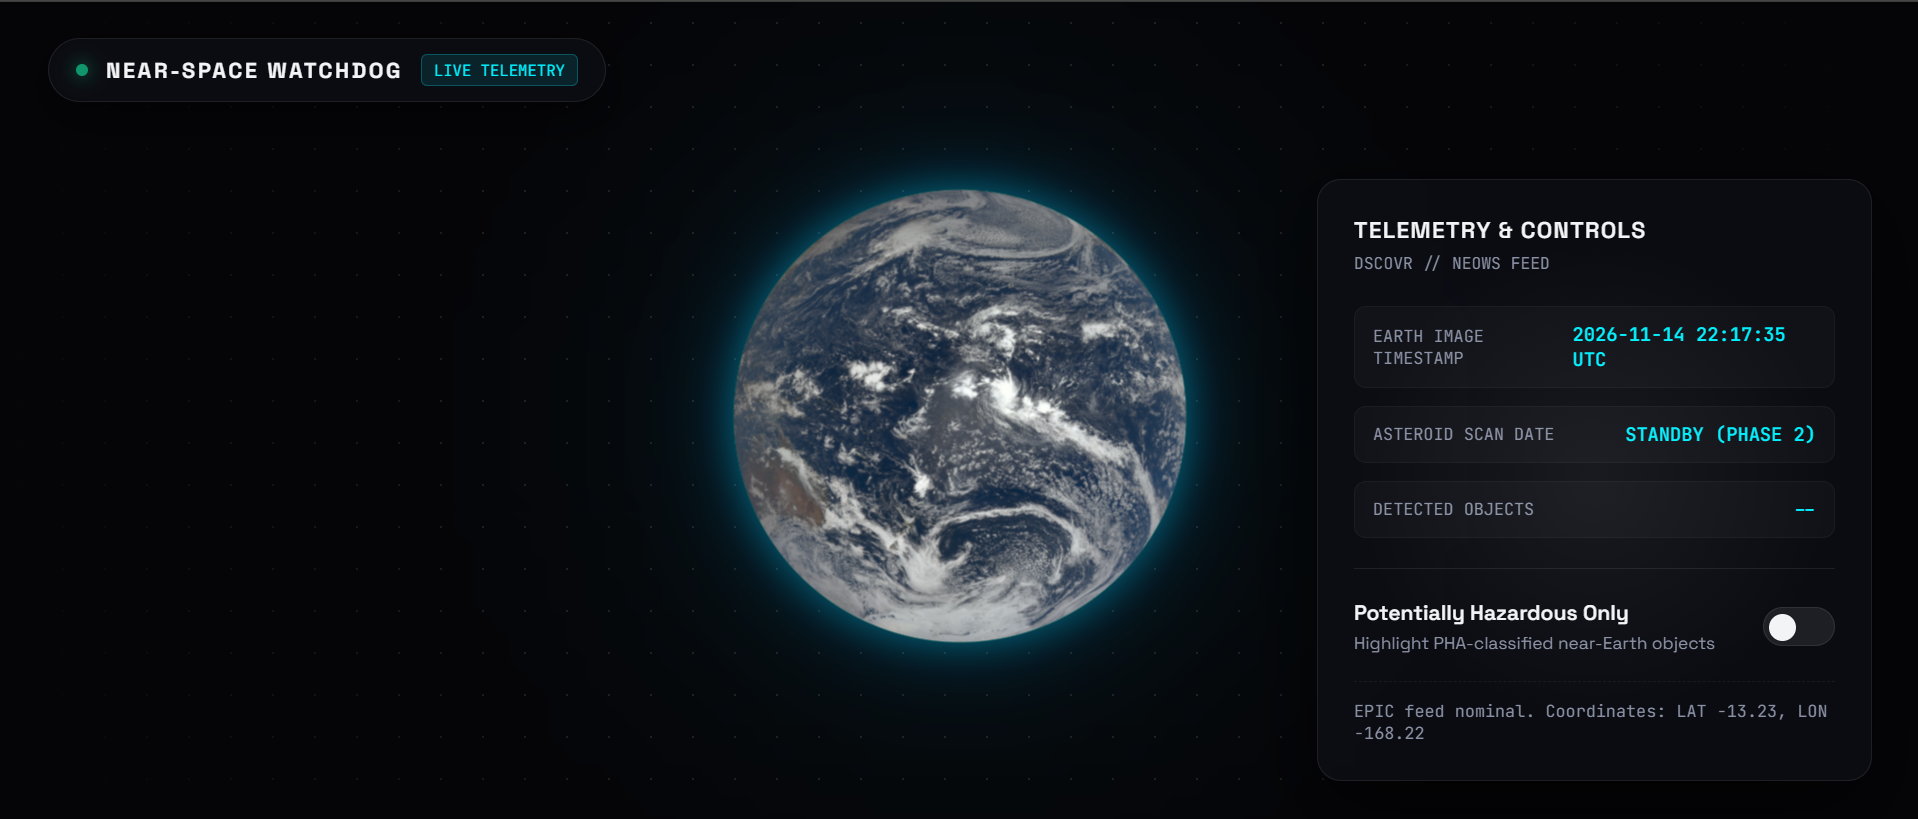 NEAR-SPACE WATCHDOG LIVE TELEMETRY
TELEMETRY & CONTROLS
DSCOVR // NEOWS FEED
EARTH IMAGE
TIMESTAMP
2026-11-14 22:17:35
UTC
ASTEROID SCAN DATE STANDBY (PHASE 2)
DETECTED OBJECTS --
Potentially Hazardous Only
Highlight PHA-classified near-Earth objects
EPIC feed nominal. Coordinates: LAT -13.23, LON
-168.22